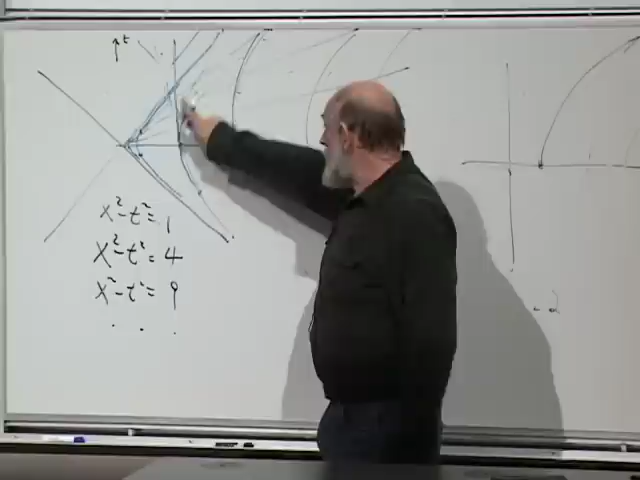 t
x²-t²=1
x²-t²=4
x²-t²=9
. . .